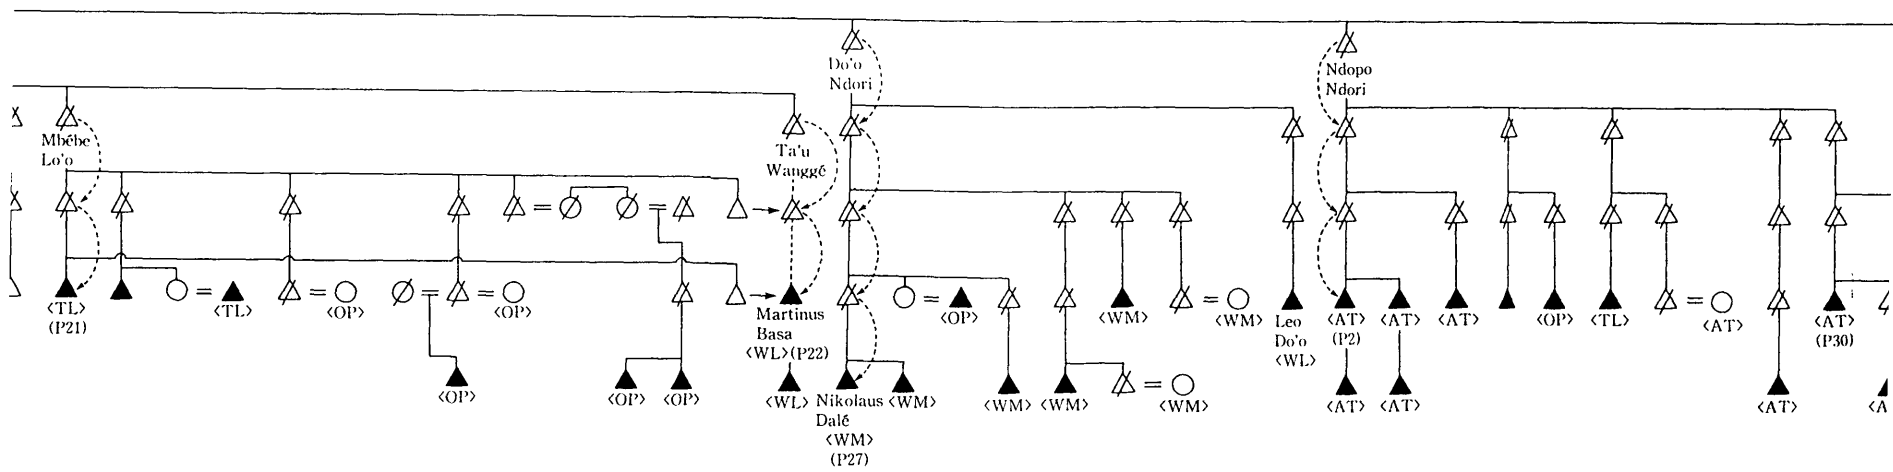 Do'o
Ndori
Ndopo
Ndori
Mbébe
Lo'o
Ta'u
Wanggé
<TL>
(P21)
<TL>
<OP>
<OP>
Martinus
Basa
<WL>(P22)
<OP>
<WM>
<WM>
Leo
Do'o
<WL>
<AT>
(P2)
<AT>
<AT>
<OP>
<TL>
<AT>
<AT>
(P30)
<OP>
<OP>
<OP>
<WL>
Nikolaus
Dalé
<WM>
(P27)
<WM>
<WM>
<WM>
<WM>
<AT>
<AT>
<AT>
<A